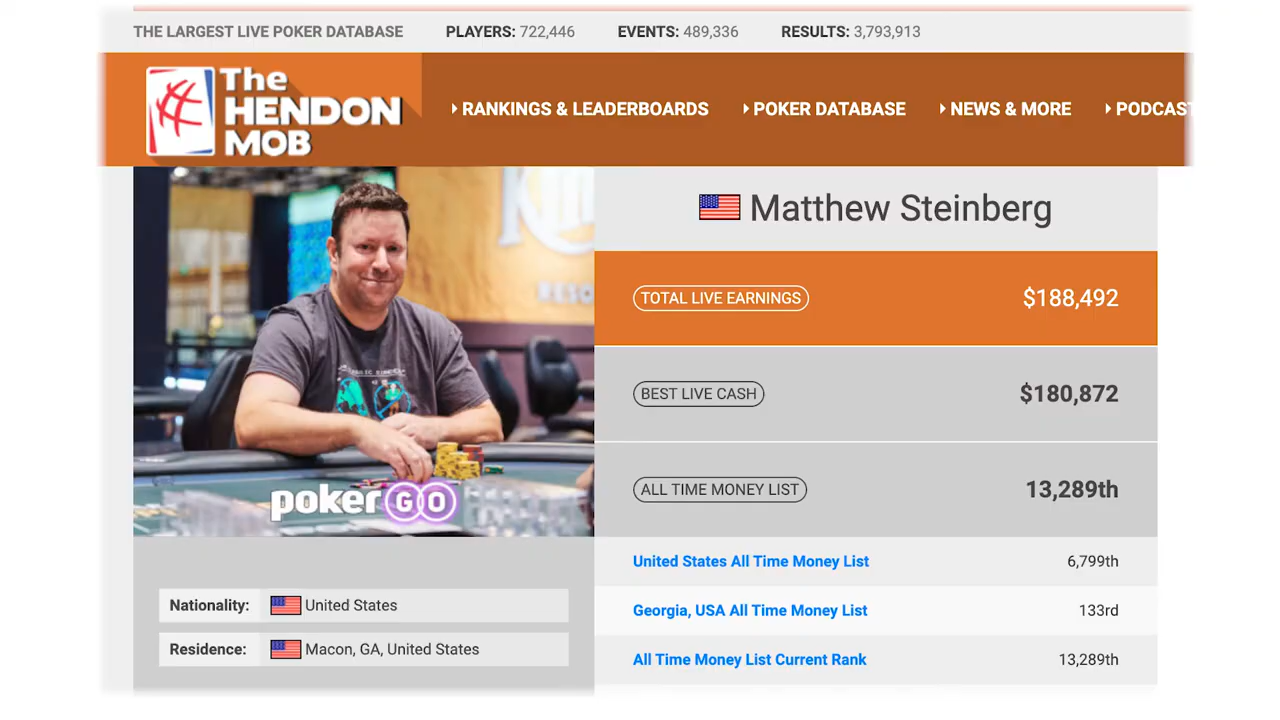 THE LARGEST LIVE POKER DATABASE PLAYERS: 722,446 EVENTS: 489,336 RESULTS: 3,793,913
The
HENDON
MOB
RANKINGS & LEADERBOARDS POKER DATABASE NEWS & MORE PODCAST
Matthew Steinberg
TOTAL LIVE EARNINGS $188,492
BEST LIVE CASH $180,872
ALL TIME MONEY LIST 13,289th
poker GO
United States All Time Money List 6,799th
Georgia, USA All Time Money List 133rd
All Time Money List Current Rank 13,289th
Nationality: United States
Residence: Macon, GA, United States